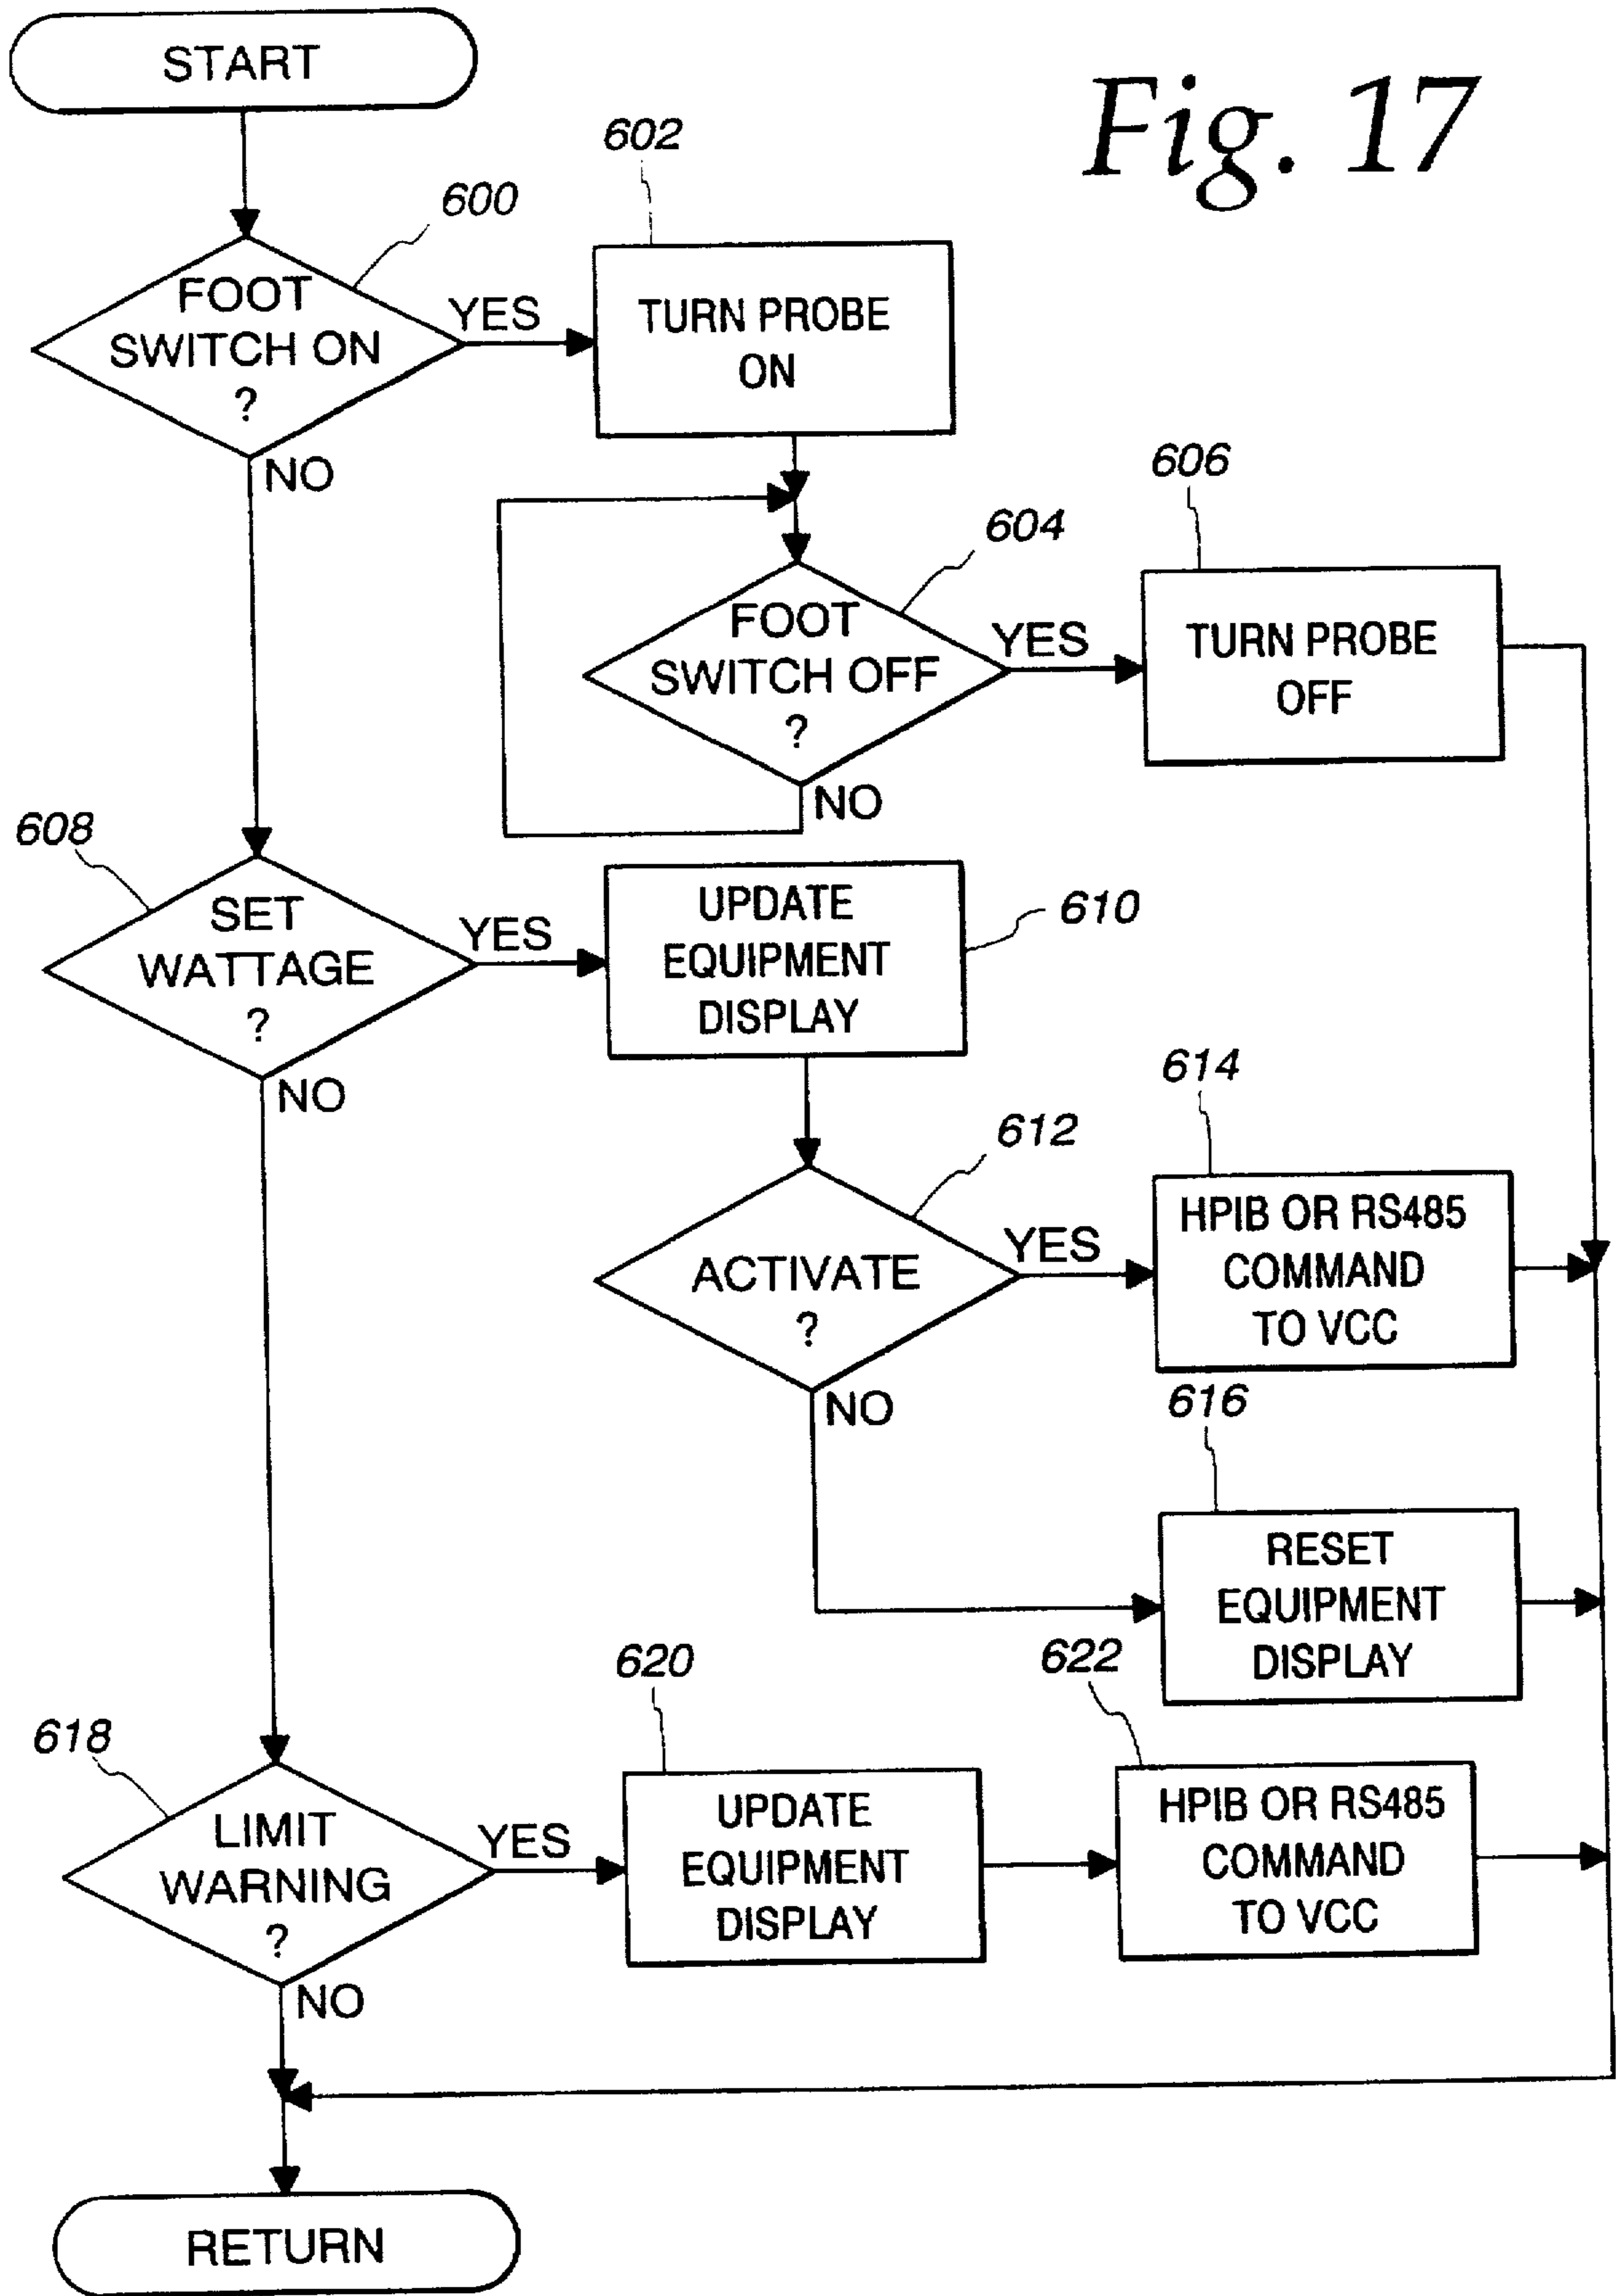 START
Fig. 17
602
600
FOOT
SWITCH ON
?
YES
TURN PROBE
ON
NO
606
604
FOOT
SWITCH OFF
?
YES
TURN PROBE
OFF
NO
608
SET
WATTAGE
?
YES
UPDATE
EQUIPMENT
DISPLAY
610
NO
614
612
ACTIVATE
?
YES
HPIB OR RS485
COMMAND
TO VCC
NO
616
RESET
EQUIPMENT
DISPLAY
618
620
622
LIMIT
WARNING
?
YES
UPDATE
EQUIPMENT
DISPLAY
HPIB OR RS485
COMMAND
TO VCC
NO
RETURN